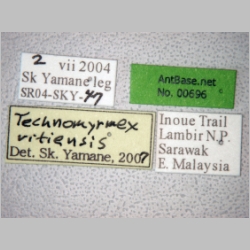 2 vii 2004
Sk Yamane leg
SR04-SKY-47
AntBase.net
No. 00696
Technomyrmex
vitiensis
Det. Sk. Yamane, 2007
Inoue Trail
Lambir N.P.
Sarawak
E. Malaysia